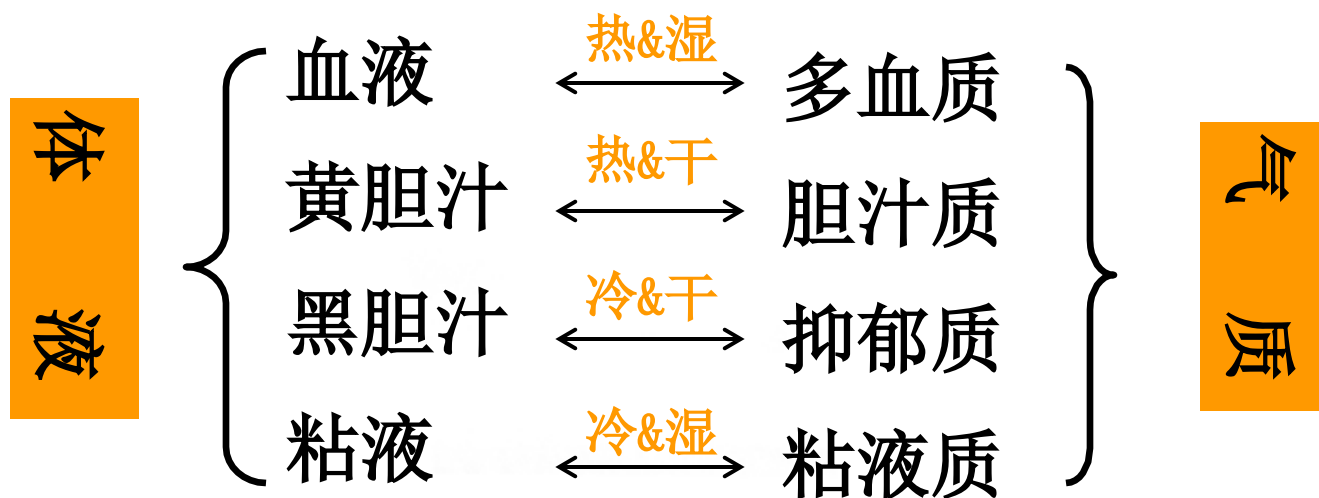 体液
血液 热&湿 多血质
黄胆汁 热&干 胆汁质
黑胆汁 冷&干 抑郁质
粘液 冷&湿 粘液质
气质